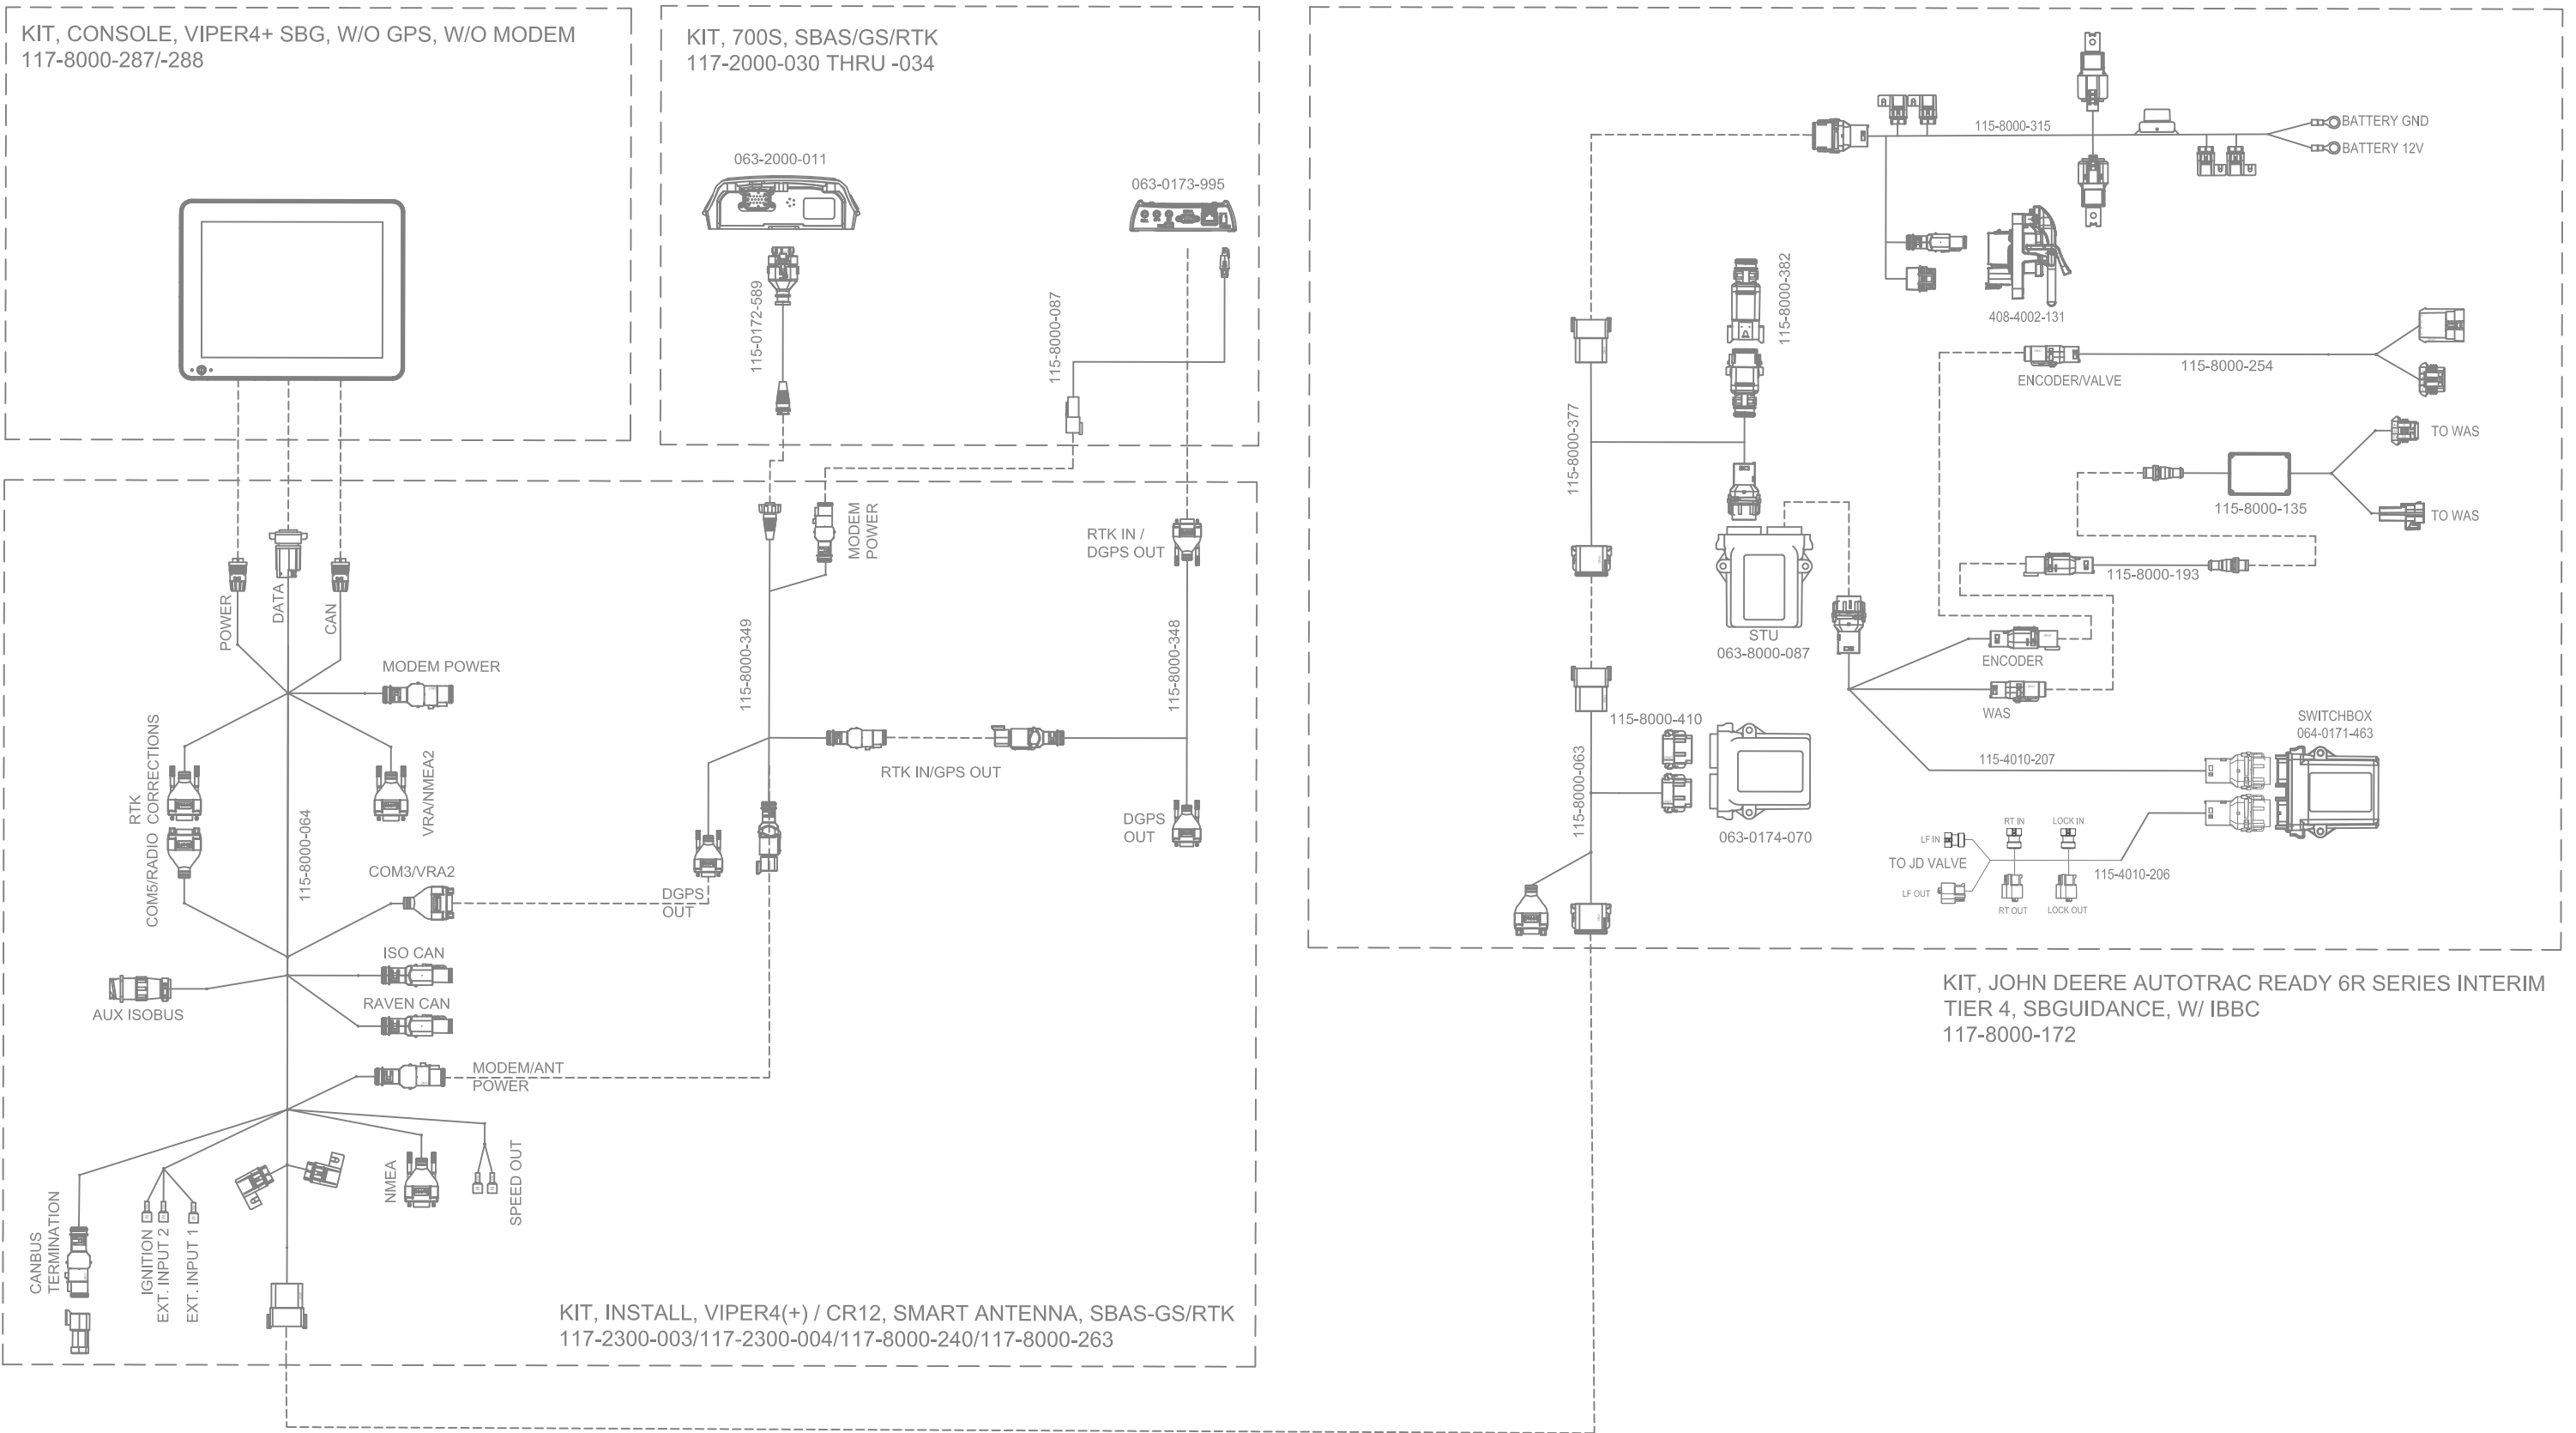 KIT, CONSOLE, VIPER4+ SBG, W/O GPS, W/O MODEM
117-8000-287/-288
KIT, 700S, SBAS/GS/RTK
117-2000-030 THRU -034
063-2000-011
063-0173-995
115-0172-589
115-8000-087
POWER
DATA
CAN
MODEM POWER
RTK
COM5/RADIO CORRECTIONS
VRA/NMEA2
115-8000-064
COM3/VRA2
ISO CAN
RAVEN CAN
AUX ISOBUS
MODEM/ANT
POWER
CANBUS
TERMINATION
IGNITION
EXT. INPUT 2
EXT. INPUT 1
NMEA
SPEED OUT
MODEM
POWER
115-8000-349
RTK IN /
DGPS OUT
115-8000-348
RTK IN/GPS OUT
DGPS
OUT
DGPS
OUT
KIT, INSTALL, VIPER4(+) / CR12, SMART ANTENNA, SBAS-GS/RTK
117-2300-003/117-2300-004/117-8000-240/117-8000-263
115-8000-315
BATTERY GND
BATTERY 12V
408-4002-131
115-8000-382
115-8000-377
ENCODER/VALVE
115-8000-254
TO WAS
115-8000-135
TO WAS
115-8000-193
STU
063-8000-087
ENCODER
WAS
115-8000-410
115-8000-063
063-0174-070
SWITCHBOX
064-0171-463
115-4010-207
RT IN
LOCK IN
LF IN
TO JD VALVE
115-4010-206
LF OUT
RT OUT
LOCK OUT
KIT, JOHN DEERE AUTOTRAC READY 6R SERIES INTERIM
TIER 4, SBGUIDANCE, W/ IBBC
117-8000-172